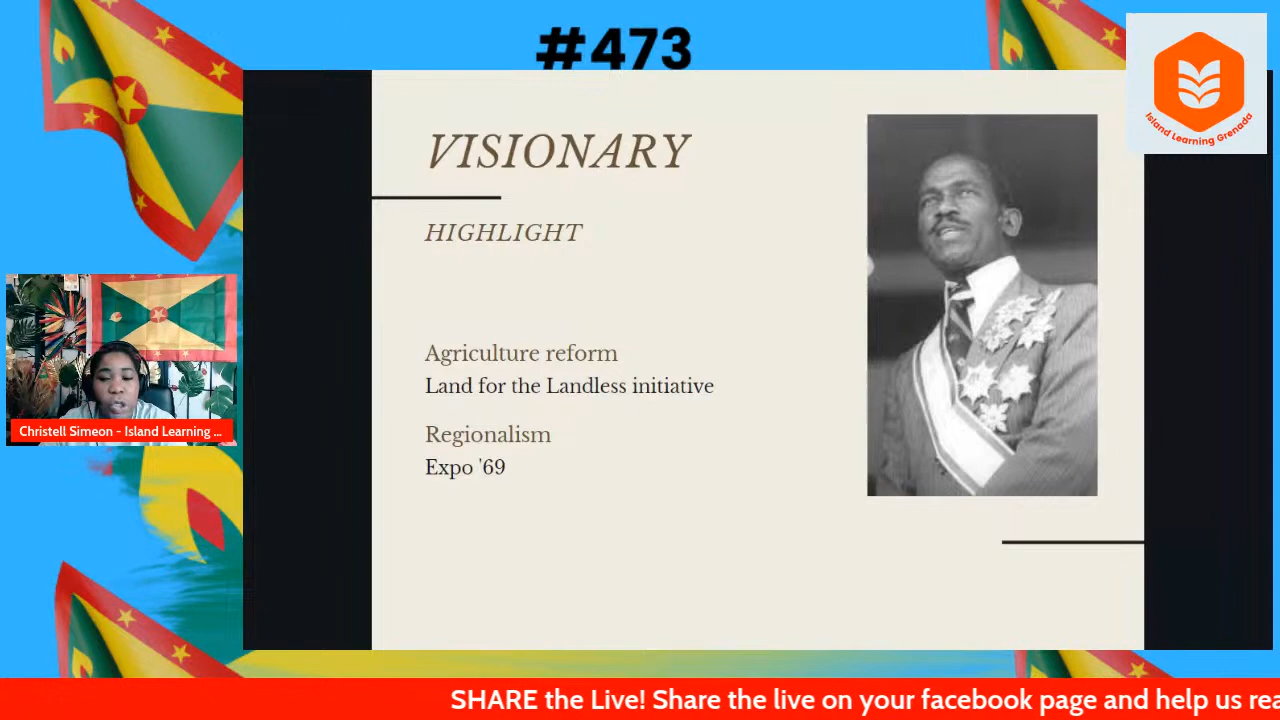 #473
Island Learning Grenada
VISIONARY
HIGHLIGHT
Agriculture reform
Land for the Landless initiative
Regionalism
Expo '69
Christell Simeon - Island Learning ...
SHARE the Live! Share the live on your facebook page and help us rea